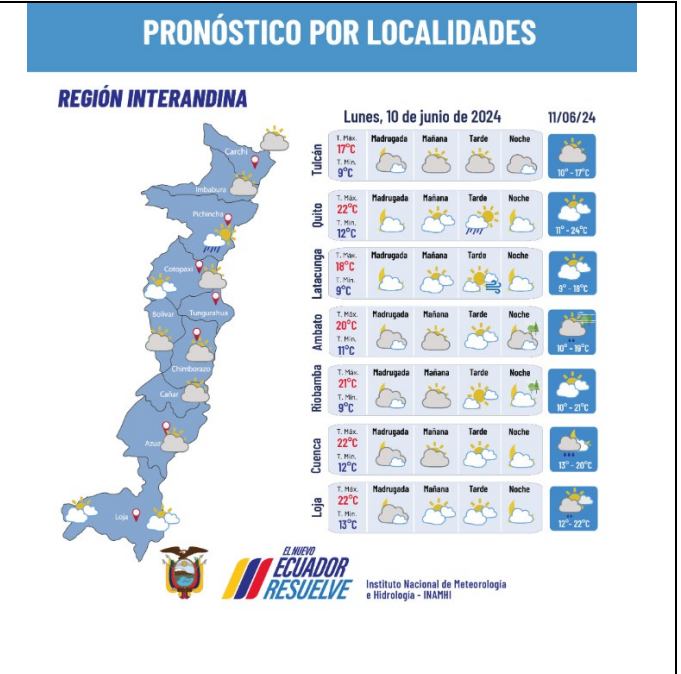 PRONÓSTICO POR LOCALIDADES
REGIÓN INTERANDINA
Lunes, 10 de junio de 2024
11/06/24
Carchi
Imbabura
Pichincha
Cotopaxi
Bolívar
Tungurahua
Chimborazo
Cañar
Azuay
Loja
Tulcán
T. Máx. Madrugada Mañana Tarde Noche
17°C
T. Mín.
9°C
10° - 17°C
Quito
T. Máx. Madrugada Mañana Tarde Noche
22°C
T. Mín.
12°C
11° - 24°C
Latacunga
T. Máx. Madrugada Mañana Tarde Noche
18°C
T. Mín.
9°C
9° - 18°C
Ambato
T. Máx. Madrugada Mañana Tarde Noche
20°C
T. Mín.
11°C
10° - 19°C
Riobamba
T. Máx. Madrugada Mañana Tarde Noche
21°C
T. Mín.
9°C
10° - 21°C
Cuenca
T. Máx. Madrugada Mañana Tarde Noche
22°C
T. Mín.
12°C
13° - 20°C
Loja
T. Máx. Madrugada Mañana Tarde Noche
22°C
T. Mín.
13°C
12° - 22°C
EL NUEVO
ECUADOR
RESUELVE
Instituto Nacional de Meteorología
e Hidrología - INAMHI